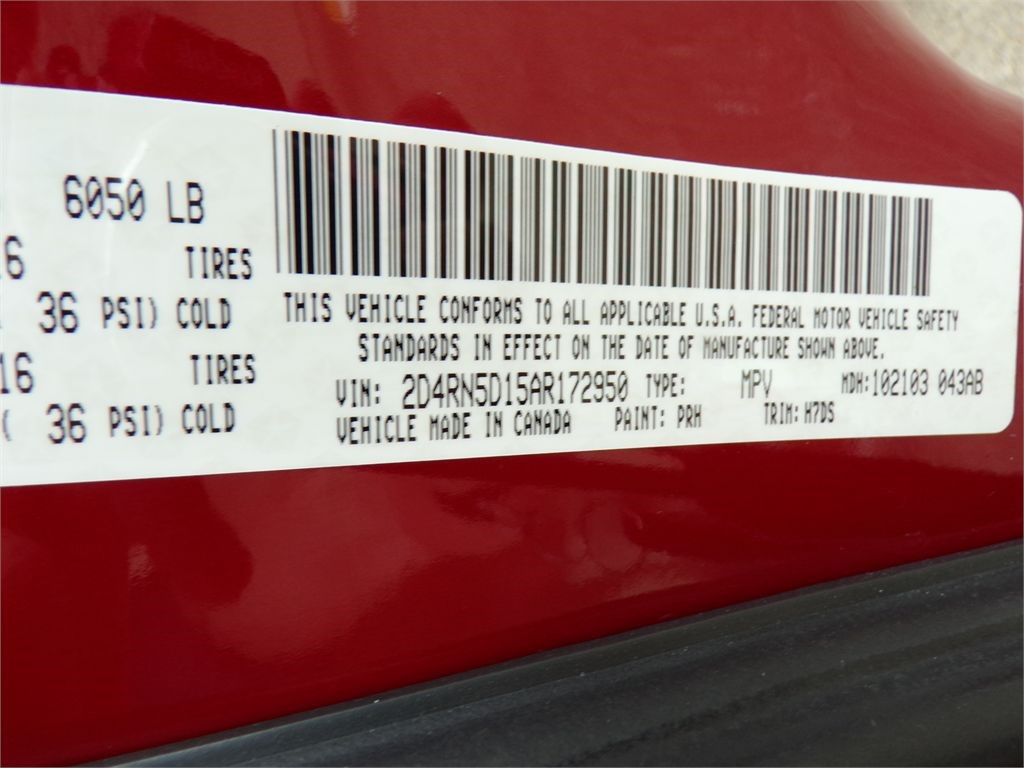 6050 LB
16 TIRES
36 PSI) COLD
16 TIRES
( 36 PSI) COLD
THIS VEHICLE CONFORMS TO ALL APPLICABLE U.S.A. FEDERAL MOTOR VEHICLE SAFETY
STANDARDS IN EFFECT ON THE DATE OF MANUFACTURE SHOWN ABOVE.
VIN: 2D4RN5D15AR172950 TYPE: MPV MDH:102103 043AB
VEHICLE MADE IN CANADA PAINT: PRH TRIM: H7DS